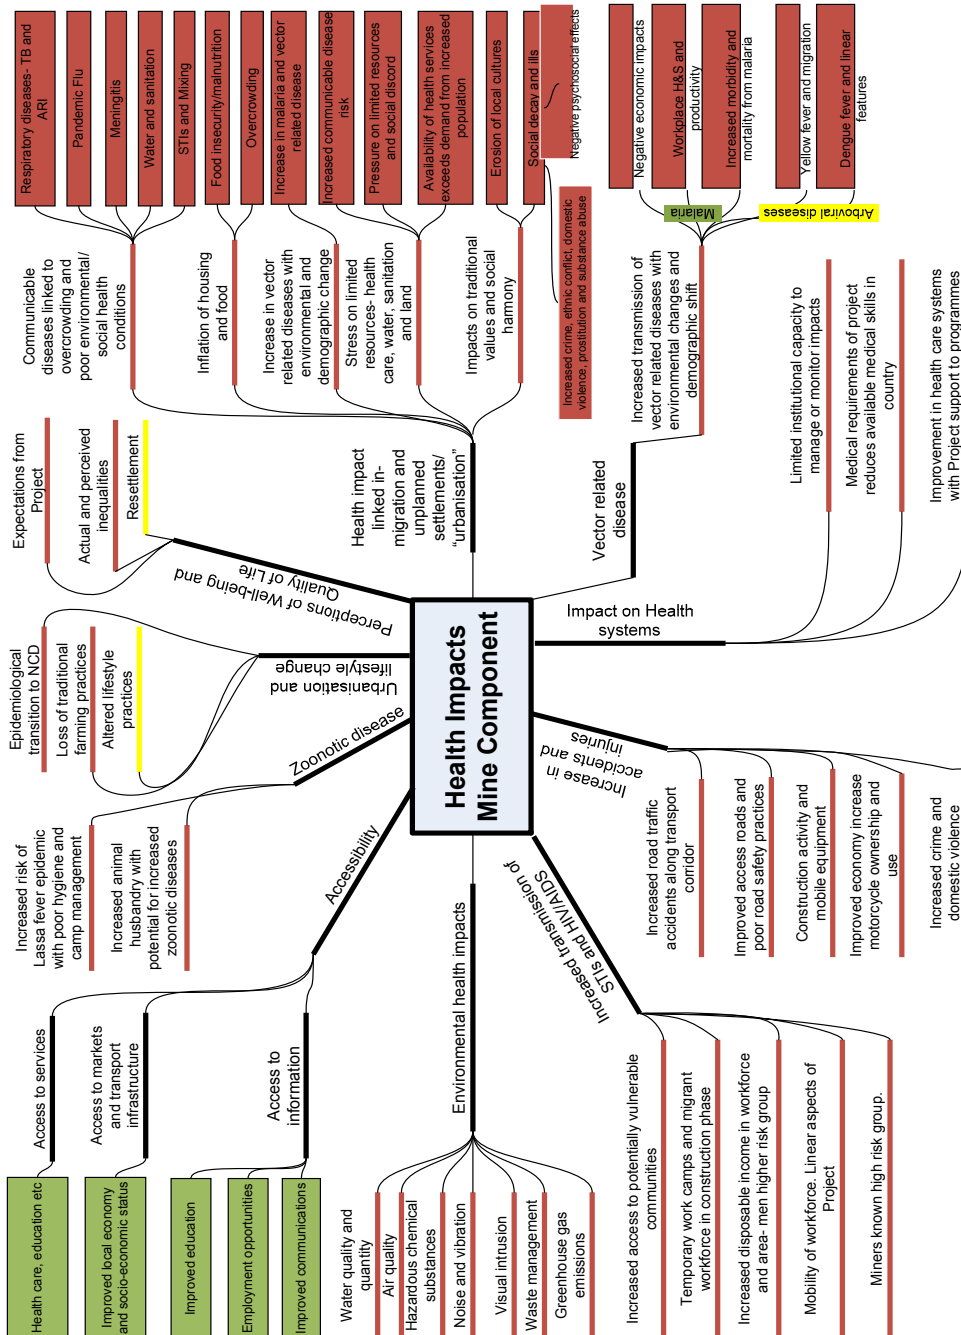 Health Impacts
Mine Component
Perceptions of Well-being and
Quality of Life
Expectations from
Project
Actual and perceived
inequalities
Resettlement
Urbanisation and
lifestyle change
Epidemiological
transition to NCD
Loss of traditional
farming practices
Altered lifestyle
practices
Zoonotic disease
Increased risk of
Lassa fever epidemic
with poor hygiene and
camp management
Increased animal
husbandry with
potential for increased
zoonotic diseases
Accessibility
Access to services
Health care, education etc
Access to markets
and transport
infrastructure
Improved local economy
and socio-economic status
Access to
information
Improved education
Employment opportunities
Improved communications
Environmental health impacts
Water quality and
quantity
Air quality
Hazardous chemical
substances
Noise and vibration
Visual intrusion
Waste management
Greenhouse gas
emissions
Increased transmission of
STIs and HIV/AIDS
Increased access to potentially vulnerable
communities
Temporary work camps and migrant
workforce in construction phase
Increased disposable income in workforce
and area- men higher risk group
Mobility of workforce. Linear aspects of
Project
Miners known high risk group.
Increase in
accidents and
injuries
Increased road traffic
accidents along transport
corridor
Improved access roads and
poor road safety practices
Construction activity and
mobile equipment
Improved economy increase
motorcycle ownership and
use
Increased crime and
domestic violence
Impact on Health
systems
Limited institutional capacity to
manage or monitor impacts
Medical requirements of project
reduces available medical skills in
country
Improvement in health care systems
with Project support to programmes
Vector related
disease
Increased transmission of
vector related diseases with
environmental changes and
demographic shift
Malaria
Negative economic impacts
Workplace H&S and
productivity
Increased morbidity and
mortality from malaria
Arboviral diseases
Yellow fever and migration
Dengue fever and linear
features
Health impact
linked in-
migration and
unplanned
settlements/
“urbanisation”
Communicable
diseases linked to
overcrowding and
poor environmental/
social health
conditions
Respiratory diseases- TB and
ARI
Pandemic Flu
Meningitis
Water and sanitation
STIs and Mixing
Inflation of housing
and food
Food insecurity/malnutrition
Overcrowding
Increase in vector
related diseases with
environmental and
demographic change
Increase in malaria and vector
related disease
Stress on limited
resources- health
care, water, sanitation
and land
Increased communicable disease
risk
Pressure on limited resources
and social discord
Availability of health services
exceeds demand from increased
population
Impacts on traditional
values and social
harmony
Erosion of local cultures
Social decay and ills
Negative psychosocial effects
Increased crime, ethnic conflict, domestic
violence, prostitution and substance abuse